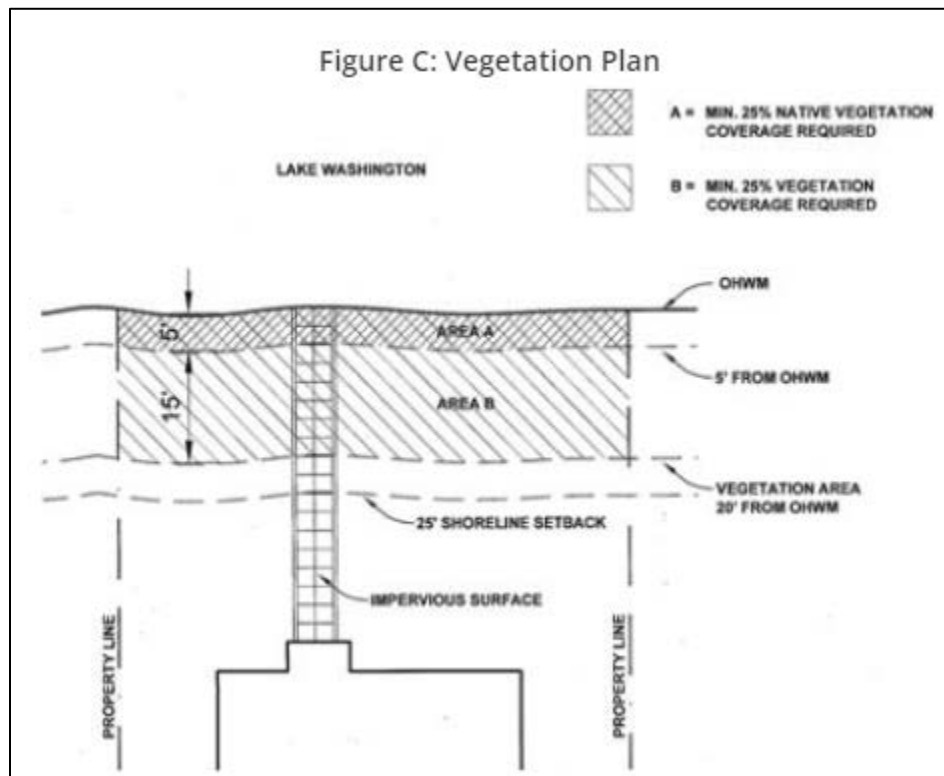 Figure C: Vegetation Plan
A = MIN. 25% NATIVE VEGETATION
COVERAGE REQUIRED
LAKE WASHINGTON
B = MIN. 25% VEGETATION
COVERAGE REQUIRED
OHWM
5'
AREA A
5' FROM OHWM
15'
AREA B
VEGETATION AREA
20' FROM OHWM
25' SHORELINE SETBACK
IMPERVIOUS SURFACE
PROPERTY LINE
PROPERTY LINE